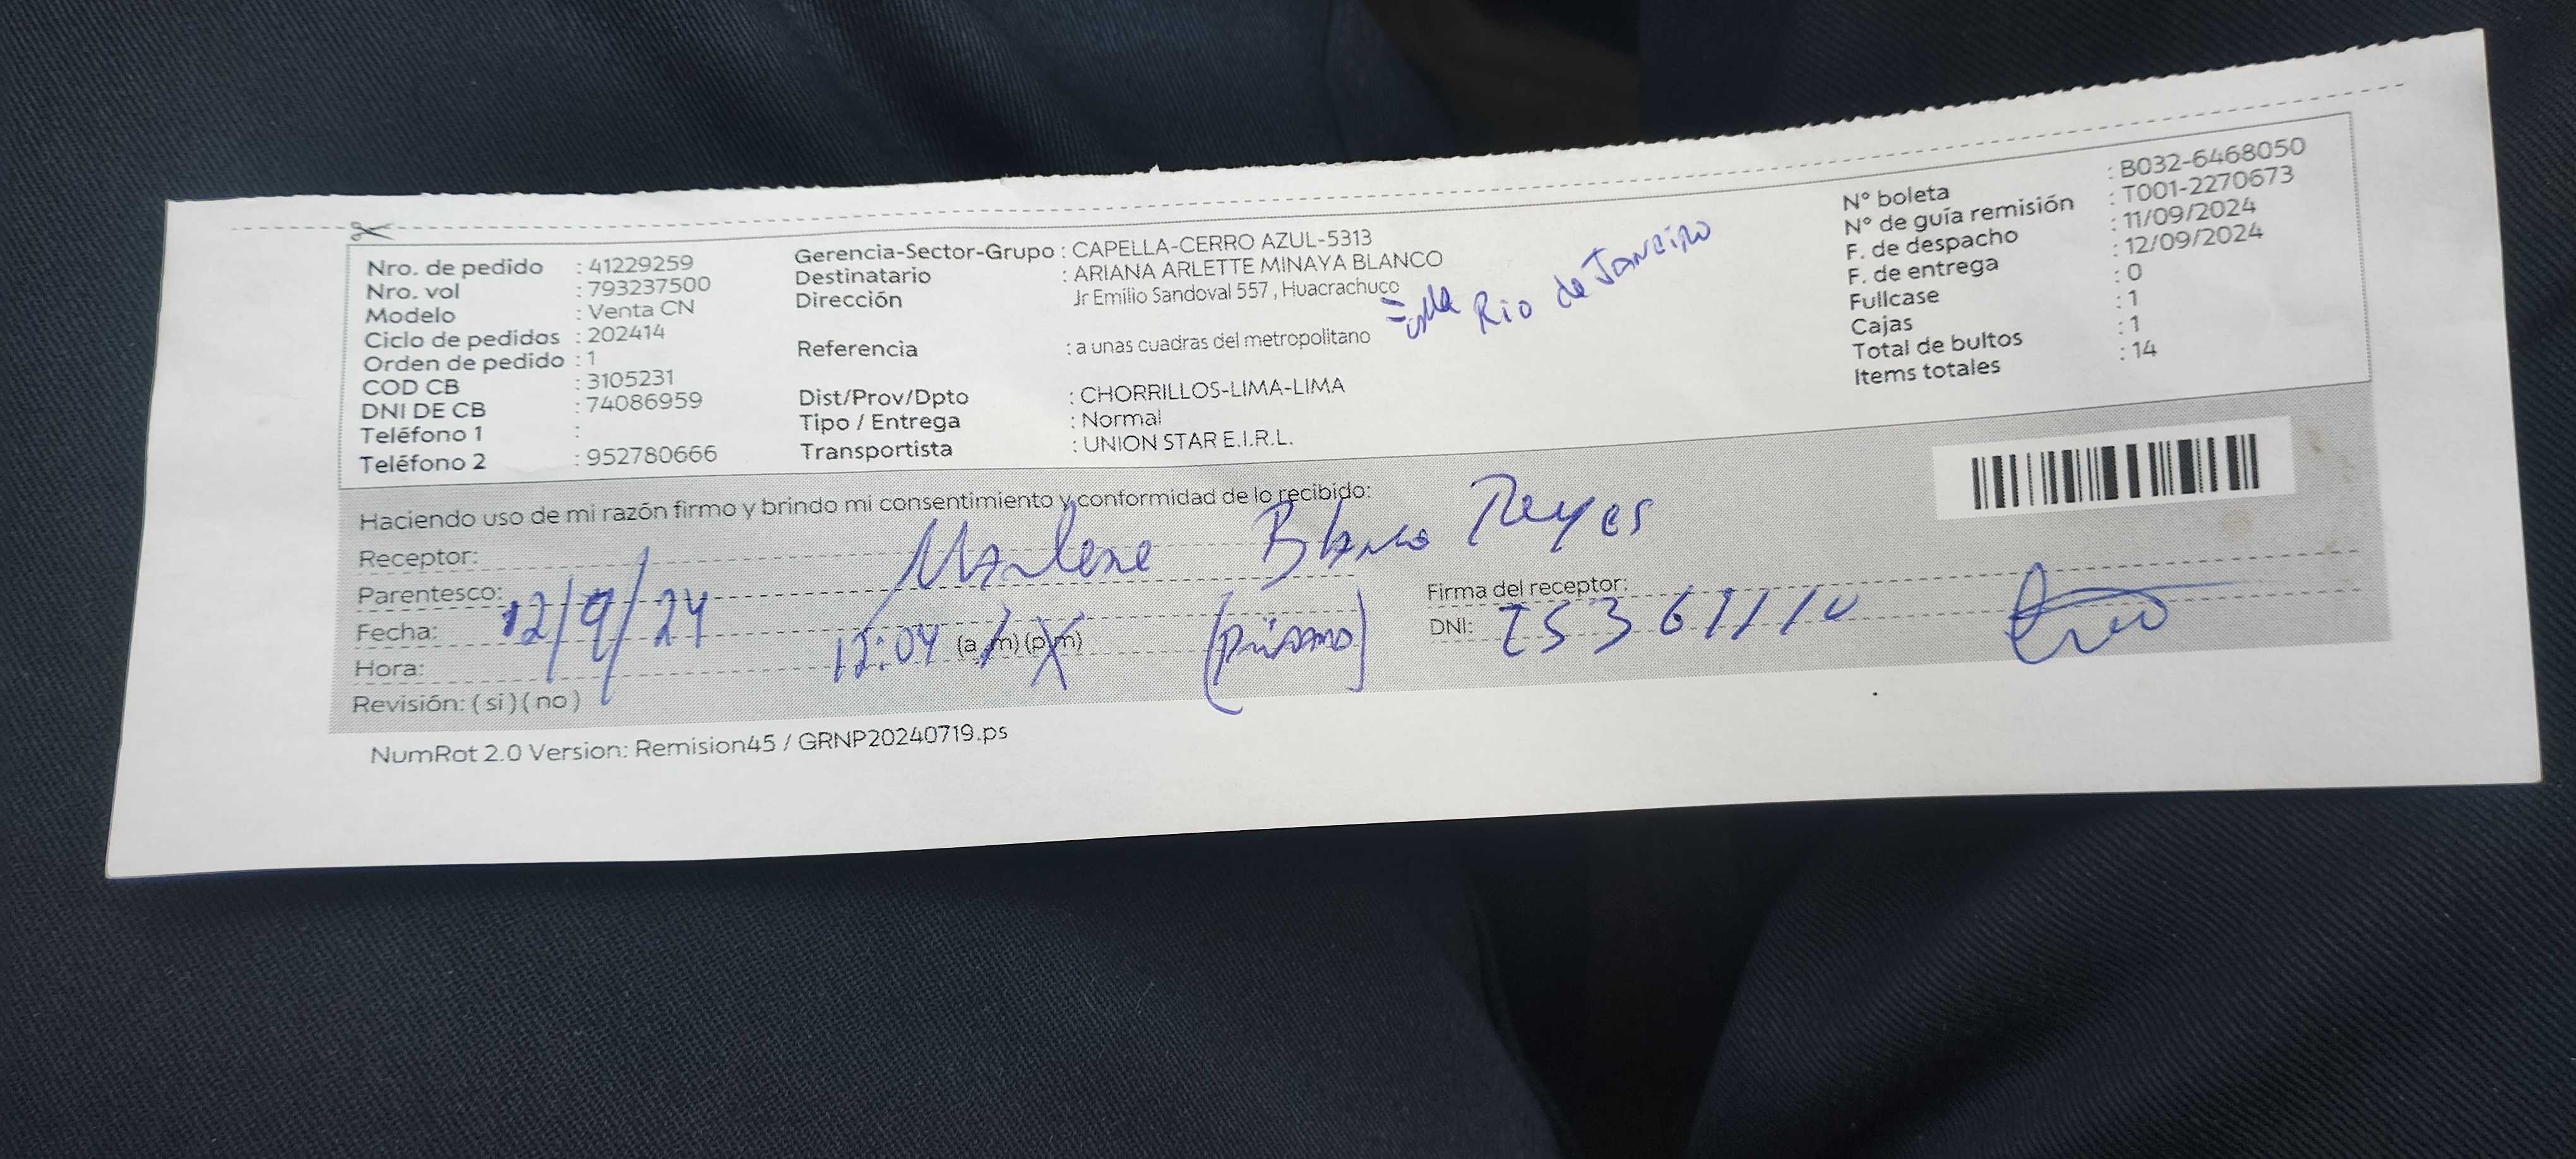 Nro. de pedido : 41229259
Nro. vol : 793237500
Modelo : Venta CN
Ciclo de pedidos : 202414
Orden de pedido : 1
COD CB : 3105231
DNI DE CB : 74086959
Teléfono 1 :
Teléfono 2 : 952780666
Gerencia-Sector-Grupo : CAPELLA-CERRO AZUL-5313
Destinatario : ARIANA ARLETTE MINAYA BLANCO
Dirección Jr Emilio Sandoval 557 , Huacrachuco
Rio de Janeiro
Referencia : a unas cuadras del metropolitano
Dist/Prov/Dpto : CHORRILLOS-LIMA-LIMA
Tipo / Entrega : Normal
Transportista : UNION STAR E.I.R.L.
N° boleta : B032-6468050
N° de guía remisión : T001-2270673
F. de despacho : 11/09/2024
F. de entrega : 12/09/2024
Fullcase : 0
Cajas : 1
Total de bultos : 1
Items totales : 14
Haciendo uso de mi razón firmo y brindo mi consentimiento y conformidad de lo recibido:
Receptor: Marlene Blanco Reyes
Parentesco:
Fecha: 12/9/24
Hora: 12:04 (a.m) (p.m)
Revisión: ( si ) ( no )
Firma del receptor:
DNI:
NumRot 2.0 Version: Remision45 / GRNP20240719.ps